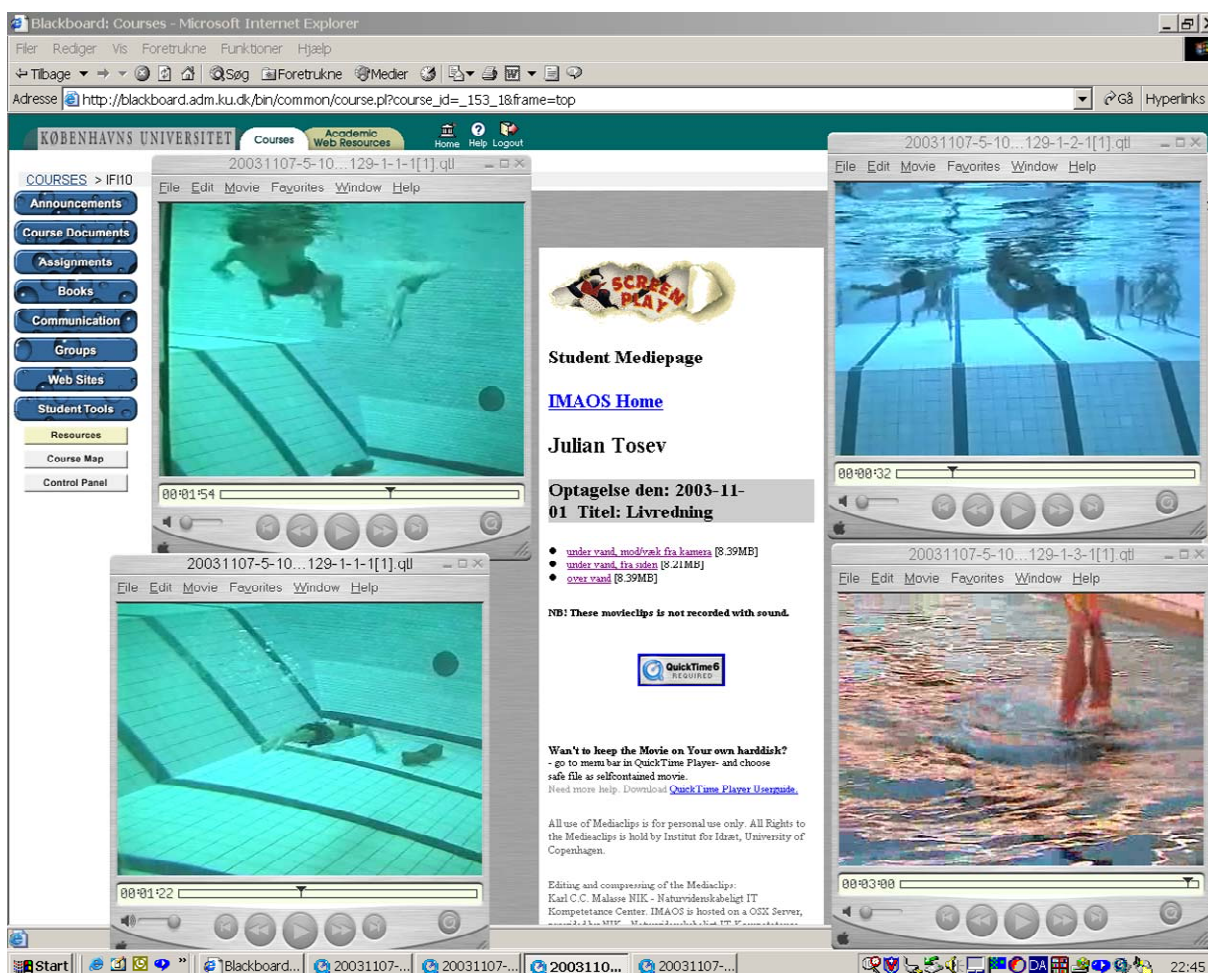 Blackboard: Courses - Microsoft Internet Explorer
Filer Rediger Vis Foretrukne Funktioner Hjælp
Tilbage Søg Foretrukne Medier
Adresse http://blackboard.adm.ku.dk/bin/common/course.pl?course_id=_153_1&frame=top Gå Hyperlinks
KØBENHAVNS UNIVERSITET Courses Academic Web Resources Home Help Logout
COURSES > IFI10
Announcements
Course Documents
Assignments
Books
Communication
Groups
Web Sites
Student Tools
Resources
Course Map
Control Panel
20031107-5-10...129-1-1-1[1].qtl
File Edit Movie Favorites Window Help
00:01:54
20031107-5-10...129-1-1-1[1].qtl
File Edit Movie Favorites Window Help
00:01:22
SCREEN PLAY
Student Mediepage
IMAOS Home
Julian Tosev
Optagelse den: 2003-11-
01 Titel: Livredning
under vand, mod/væk fra kamera [8.39MB]
under vand, fra siden [8.21MB]
over vand [8.39MB]
NB! These movieclips is not recorded with sound.
QuickTime6
REQUIRED
Wan't to keep the Movie on Your own harddisk?
- go to menu bar in QuickTime Player- and choose
safe file as selfcontained movie.
Need more help. Download QuickTime Player Userguide.
All use of Mediaclips is for personal use only. All Rights to
the Medieaclips is hold by Institut for Idræt, University of
Copenhagen.
Editing and compressing of the Mediaclips:
Karl C.C. Malasse NIK - Naturvidenskabeligt IT
Kompetetance Center. IMAOS is hosted on a OSX Server,
20031107-5-10...129-1-2-1[1].qtl
File Edit Movie Favorites Window Help
00:00:32
20031107-5-10...129-1-3-1[1].qtl
File Edit Movie Favorites Window Help
00:03:00
Start Blackboard... 20031107-... 20031107-... 2003110... 20031107-... DA 22:45